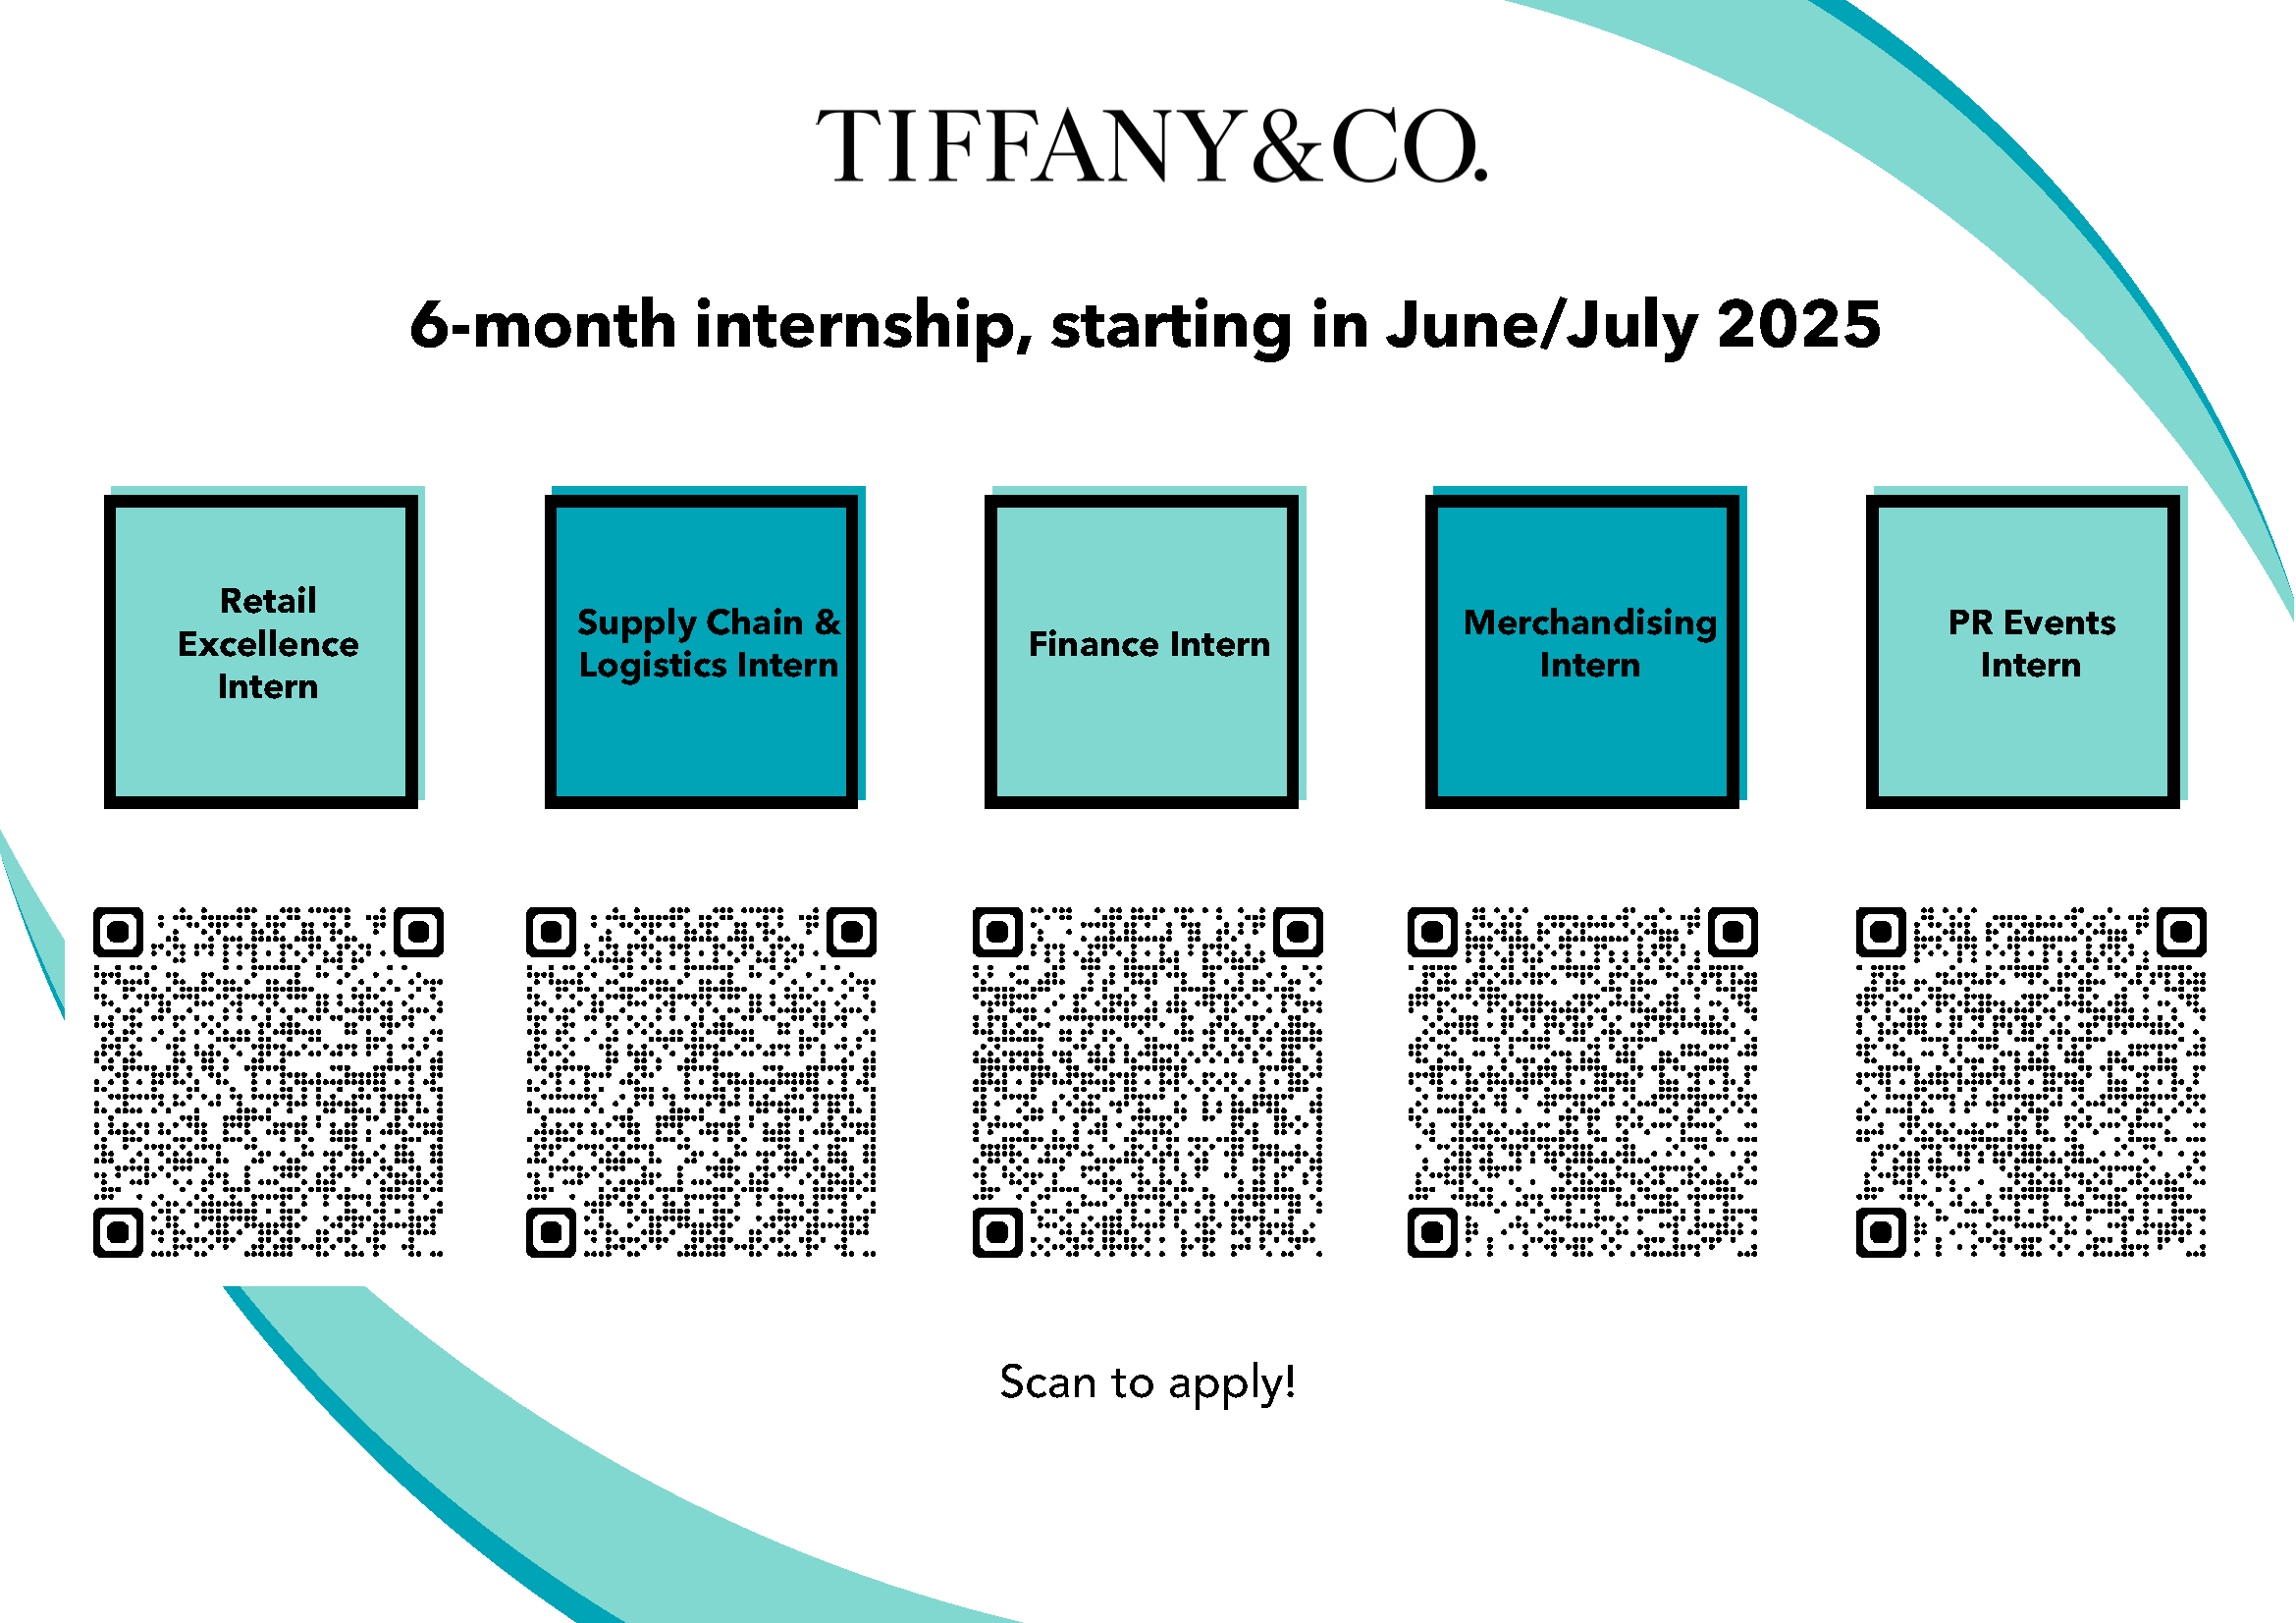 TIFFANY & CO.
6-month internship, starting in June/July 2025
Retail
Excellence
Intern
Supply Chain &
Logistics Intern
Finance Intern
Merchandising
Intern
PR Events
Intern
Scan to apply!